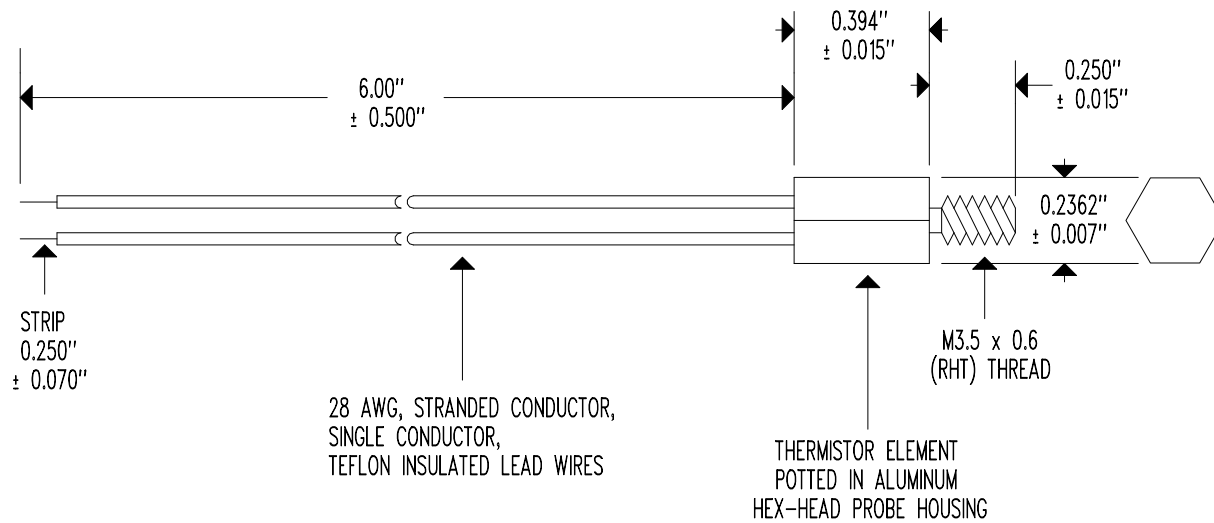 0.394"
± 0.015"
6.00"
± 0.500"
0.250"
± 0.015"
0.2362"
± 0.007"
STRIP
0.250"
± 0.070"
M3.5 x 0.6
(RHT) THREAD
28 AWG, STRANDED CONDUCTOR,
SINGLE CONDUCTOR,
TEFLON INSULATED LEAD WIRES
THERMISTOR ELEMENT
POTTED IN ALUMINUM
HEX-HEAD PROBE HOUSING